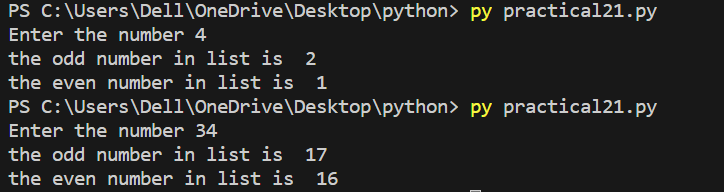 PS C:\Users\Dell\OneDrive\Desktop\python> py practical21.py
Enter the number 4
the odd number in list is  2
the even number in list is  1
PS C:\Users\Dell\OneDrive\Desktop\python> py practical21.py
Enter the number 34
the odd number in list is  17
the even number in list is  16